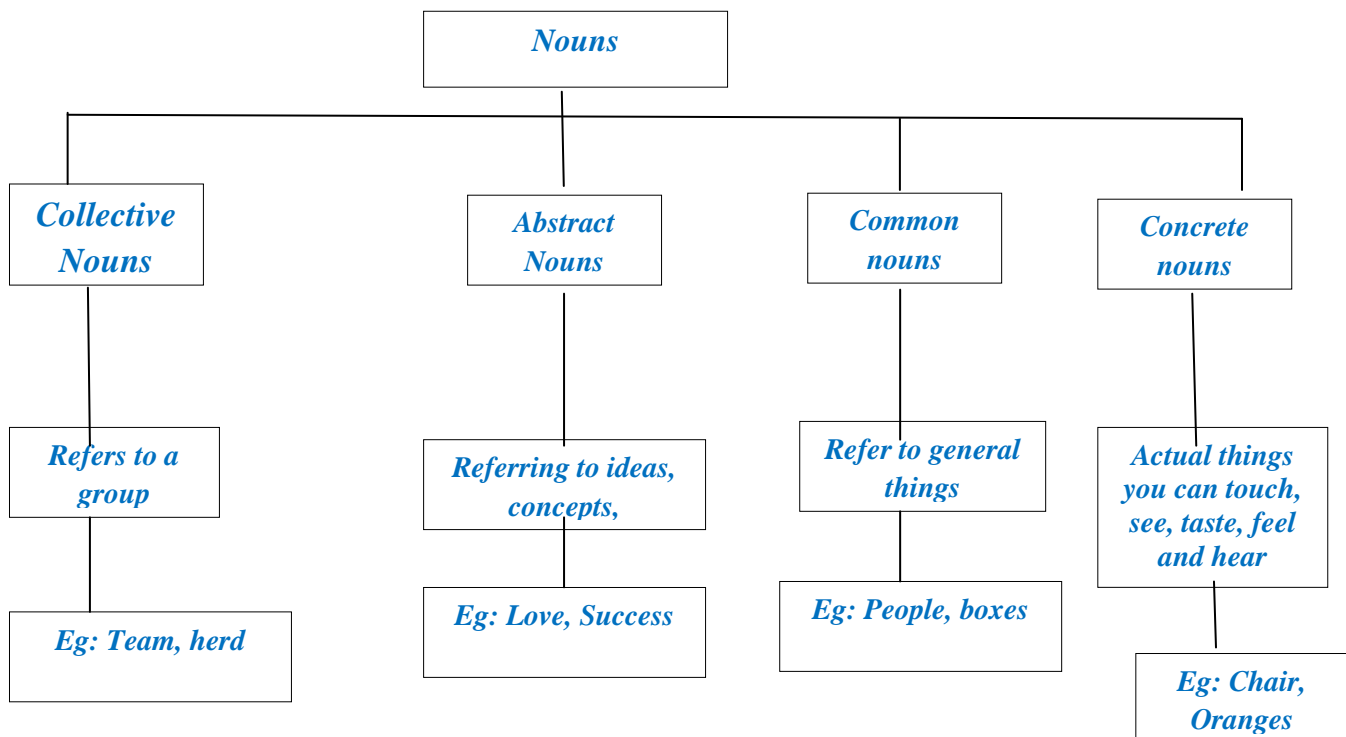 Nouns
Collective
Nouns
Abstract
Nouns
Common
nouns
Concrete
nouns
Refers to a
group
Referring to ideas,
concepts,
Refer to general
things
Actual things
you can touch,
see, taste, feel
and hear
Eg: Team, herd
Eg: Love, Success
Eg: People, boxes
Eg: Chair,
Oranges